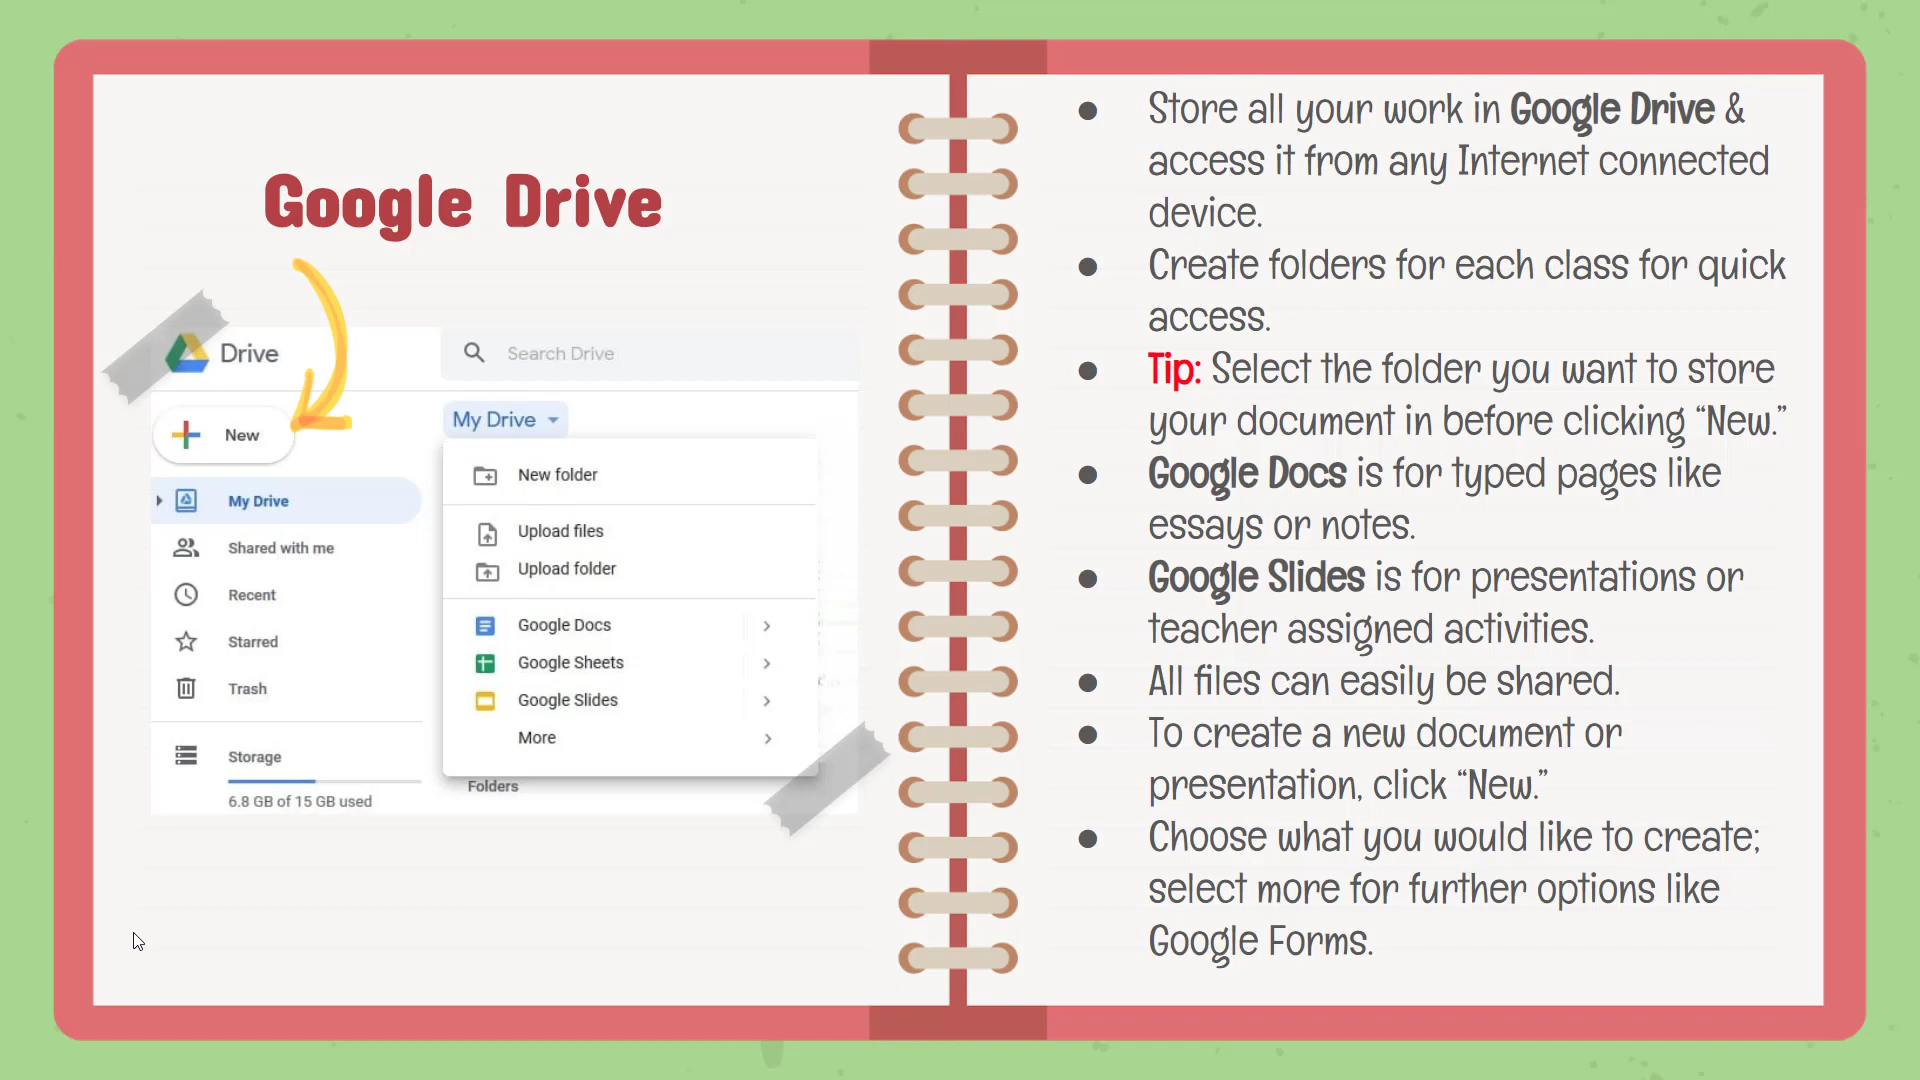 Google Drive
Drive
Search Drive
New
My Drive
My Drive
Shared with me
Recent
Starred
Trash
Storage
6.8 GB of 15 GB used
New folder
Upload files
Upload folder
Google Docs
Google Sheets
Google Slides
More
Folders
● Store all your work in Google Drive &
access it from any Internet connected
device.
● Create folders for each class for quick
access.
● Tip: Select the folder you want to store
your document in before clicking “New.”
● Google Docs is for typed pages like
essays or notes.
● Google Slides is for presentations or
teacher assigned activities.
● All files can easily be shared.
● To create a new document or
presentation, click “New.”
● Choose what you would like to create;
select more for further options like
Google Forms.